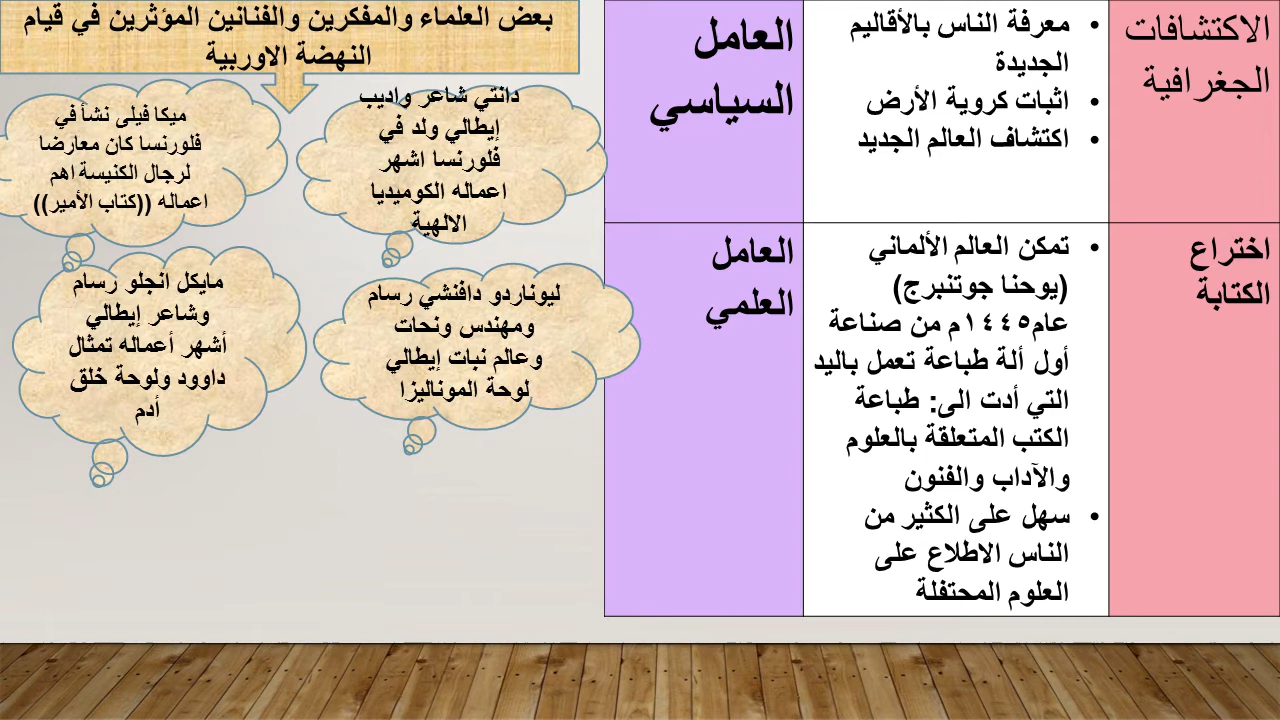 الاكتشافات
الجغرافية
• معرفة الناس بالأقاليم
الجديدة
• اثبات كروية الأرض
• اكتشاف العالم الجديد
العامل
السياسي
اختراع
الكتابة
• تمكن العالم الألماني
(يوحنا جوتنبرج)
عام١٤٤٥م من صناعة
أول ألة طباعة تعمل باليد
التي أدت الى: طباعة
الكتب المتعلقة بالعلوم
والآداب والفنون
• سهل على الكثير من
الناس الاطلاع على
العلوم المحتفلة
العامل
العلمي
بعض العلماء والمفكرين والفنانين المؤثرين في قيام
النهضة الاوربية
دانتي شاعر واديب
إيطالي ولد في
فلورنسا اشهر
اعماله الكوميديا
الالهية
ميكا فيلى نشأ في
فلورنسا كان معارضا
لرجال الكنيسة اهم
اعماله ((كتاب الأمير))
ليوناردو دافنشي رسام
ومهندس ونحات
وعالم نبات إيطالي
لوحة الموناليزا
مايكل انجلو رسام
وشاعر إيطالي
أشهر أعماله تمثال
داوود ولوحة خلق
أدم